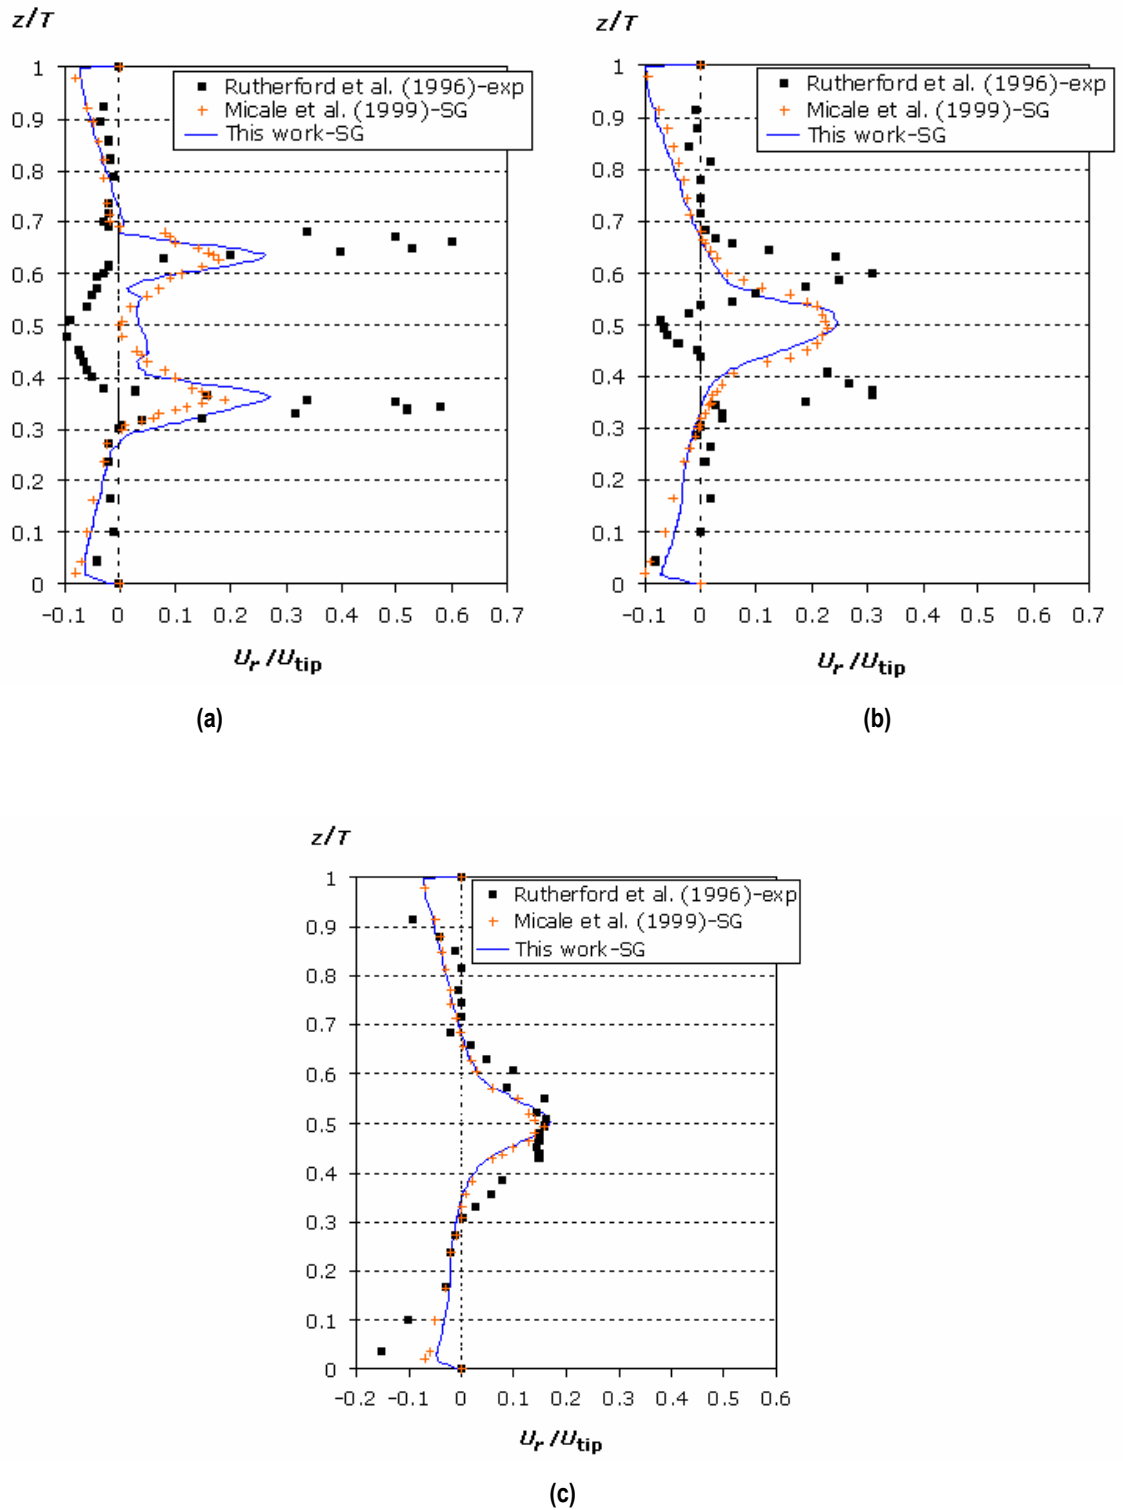 z/T
Rutherford et al. (1996)-exp
Micale et al. (1999)-SG
This work-SG
1
0.9
0.8
0.7
0.6
0.5
0.4
0.3
0.2
0.1
0
-0.1 0 0.1 0.2 0.3 0.4 0.5 0.6 0.7
Ur /Utip
(a)
z/T
Rutherford et al. (1996)-exp
Micale et al. (1999)-SG
This work-SG
1
0.9
0.8
0.7
0.6
0.5
0.4
0.3
0.2
0.1
0
-0.1 0 0.1 0.2 0.3 0.4 0.5 0.6 0.7
Ur /Utip
(b)
z/T
Rutherford et al. (1996)-exp
Micale et al. (1999)-SG
This work-SG
1
0.9
0.8
0.7
0.6
0.5
0.4
0.3
0.2
0.1
0
-0.2 -0.1 0 0.1 0.2 0.3 0.4 0.5 0.6
Ur /Utip
(c)